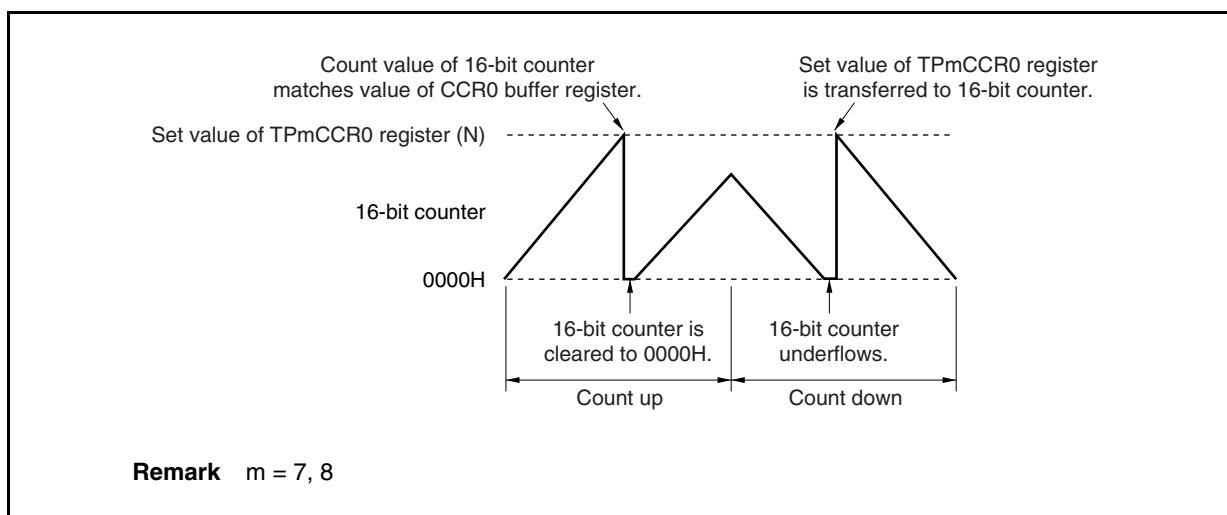 Count value of 16-bit counter
matches value of CCR0 buffer register.
Set value of TPmCCR0 register
is transferred to 16-bit counter.
Set value of TPmCCR0 register (N)
16-bit counter
0000H
16-bit counter is
cleared to 0000H.
16-bit counter
underflows.
Count up
Count down
Remark m = 7, 8